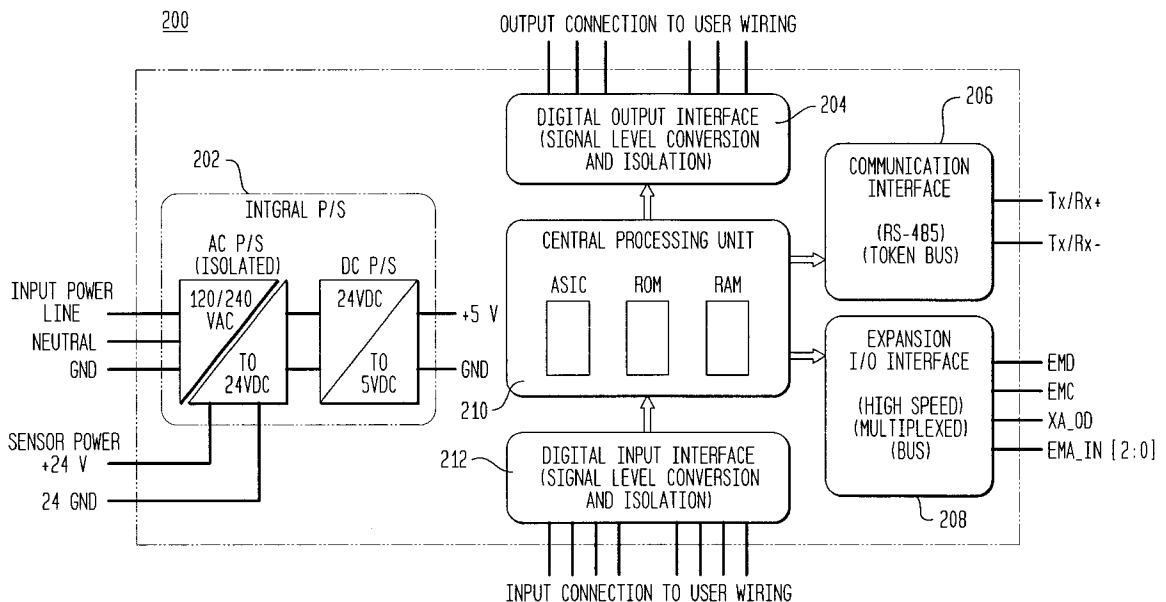 200
OUTPUT CONNECTION TO USER WIRING
DIGITAL OUTPUT INTERFACE
(SIGNAL LEVEL CONVERSION
AND ISOLATION)
204
206
COMMUNICATION
INTERFACE
(RS-485)
(TOKEN BUS)
Tx/Rx+
Tx/Rx-
202
INTGRAL P/S
AC P/S
(ISOLATED)
DC P/S
120/240
VAC
TO
24VDC
24VDC
TO
5VDC
INPUT POWER
LINE
NEUTRAL
GND
+5 V
GND
SENSOR POWER
+24 V
24 GND
CENTRAL PROCESSING UNIT
ASIC
ROM
RAM
210
EXPANSION
I/O INTERFACE
(HIGH SPEED)
(MULTIPLEXED)
(BUS)
EMD
EMC
XA_OD
EMA_IN [2:0]
208
212
DIGITAL INPUT INTERFACE
(SIGNAL LEVEL CONVERSION
AND ISOLATION)
INPUT CONNECTION TO USER WIRING